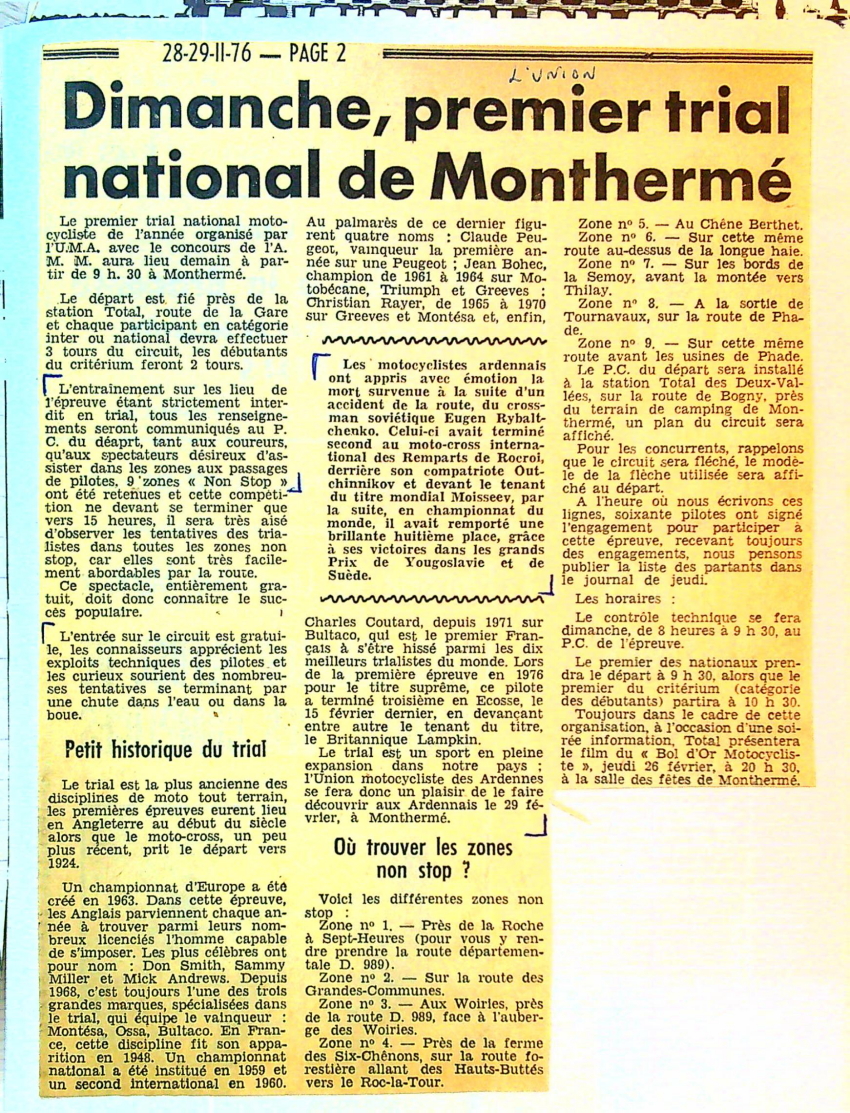 28-29-II-76 — PAGE 2
L'UNION
Dimanche, premier trial
national de Monthermé
Le premier trial national moto-
cycliste de l'année organisé par
l'U.M.A. avec le concours de l'A.
M. M. aura lieu demain à par-
tir de 9 h. 30 à Monthermé.
Le départ est fié près de la
station Total, route de la Gare
et chaque participant en catégorie
inter ou national devra effectuer
3 tours du circuit, les débutants
du critérium feront 2 tours.
L'entrainement sur les lieu de
l'épreuve étant strictement inter-
dit en trial, tous les renseigne-
ments seront communiqués au P.
C. du déaprt, tant aux coureurs,
qu'aux spectateurs désireux d'as-
sister dans les zones aux passages
de pilotes. 9 zones « Non Stop »
ont été retenues et cette compéti-
tion ne devant se terminer que
vers 15 heures, il sera très aisé
d'observer les tentatives des tria-
listes dans toutes les zones non
stop, car elles sont très facile-
ment abordables par la route.
Ce spectacle, entièrement gra-
tuit, doit donc connaître le suc-
cès populaire.
L'entrée sur le circuit est gratui-
le, les connaisseurs apprécient les
exploits techniques des pilotes et
les curieux sourient des nombreu-
ses tentatives se terminant par
une chute dans l'eau ou dans la
boue.
Petit historique du trial
Le trial est la plus ancienne des
disciplines de moto tout terrain,
les premières épreuves eurent lieu
en Angleterre au début du siècle
alors que le moto-cross, un peu
plus récent, prit le départ vers
1924.
Un championnat d'Europe a été
créé en 1963. Dans cette épreuve,
les Anglais parviennent chaque an-
née à trouver parmi leurs nom-
breux licenciés l'homme capable
de s'imposer. Les plus célèbres ont
pour nom : Don Smith, Sammy
Miller et Mick Andrews. Depuis
1968, c'est toujours l'une des trois
grandes marques, spécialisées dans
le trial, qui équipe le vainqueur :
Montésa, Ossa, Bultaco. En Fran-
ce, cette discipline fit son appa-
rition en 1948. Un championnat
national a été institué en 1959 et
un second international en 1960.
Au palmarès de ce dernier figu-
rent quatre noms : Claude Peu-
geot, vainqueur la première an-
née sur une Peugeot ; Jean Bohec,
champion de 1961 à 1964 sur Mo-
tobécane, Triumph et Greeves ;
Christian Rayer, de 1965 à 1970
sur Greeves et Montésa et, enfin,
Les motocyclistes ardennais
ont appris avec émotion la
mort survenue à la suite d'un
accident de la route, du cross-
man soviétique Eugen Rybalt-
chenko. Celui-ci avait terminé
second au moto-cross interna-
tional des Remparts de Rocroi,
derrière son compatriote Out-
chinnikov et devant le tenant
du titre mondial Moisseev, par
la suite, en championnat du
monde, il avait remporté une
brillante huitième place, grâce
à ses victoires dans les grands
Prix de Yougoslavie et de
Suède.
Charles Coutard, depuis 1971 sur
Bultaco, qui est le premier Fran-
çais à s'être hissé parmi les dix
meilleurs trialistes du monde. Lors
de la première épreuve en 1976
pour le titre suprême, ce pilote
a terminé troisième en Ecosse, le
15 février dernier, en devançant
entre autre le tenant du titre,
le Britannique Lampkin.
Le trial est un sport en pleine
expansion dans notre pays ;
l'Union motocycliste des Ardennes
se fera donc un plaisir de le faire
découvrir aux Ardennais le 29 fé-
vrier, à Monthermé.
Où trouver les zones
non stop ?
Voici les différentes zones non
stop :
Zone n° 1. — Près de la Roche
à Sept-Heures (pour vous y ren-
dre prendre la route départemen-
tale D. 989).
Zone n° 2. — Sur la route des
Grandes-Communes.
Zone n° 3. — Aux Woiries, près
de la route D. 989, face à l'auber-
ge des Woiries.
Zone n° 4. — Près de la ferme
des Six-Chênons, sur la route fo-
restière allant des Hauts-Buttés
vers le Roc-la-Tour.
Zone n° 5. — Au Chêne Berthet.
Zone n° 6. — Sur cette même
route au-dessus de la longue haie.
Zone n° 7. — Sur les bords de
la Semoy, avant la montée vers
Thilay.
Zone n° 8. — A la sortie de
Tournavaux, sur la route de Pha-
de.
Zone n° 9. — Sur cette même
route avant les usines de Phade.
Le P.C. du départ sera installé
à la station Total des Deux-Val-
lées, sur la route de Bogny, près
du terrain de camping de Mon-
thermé, un plan du circuit sera
affiché.
Pour les concurrents, rappelons
que le circuit sera fléché, le modè-
le de la flèche utilisée sera affi-
ché au départ.
A l'heure où nous écrivons ces
lignes, soixante pilotes ont signé
l'engagement pour participer à
cette épreuve, recevant toujours
des engagements, nous pensons
publier la liste des partants dans
le journal de jeudi.
Les horaires :
Le contrôle technique se fera
dimanche, de 8 heures à 9 h 30, au
P.C. de l'épreuve.
Le premier des nationaux pren-
dra le départ à 9 h 30, alors que le
premier du critérium (catégorie
des débutants) partira à 10 h 30.
Toujours dans le cadre de cette
organisation, à l'occasion d'une soi-
rée information, Total présentera
le film du « Bol d'Or Motocyclis-
te », jeudi 26 février, à 20 h 30,
à la salle des fêtes de Monthermé.